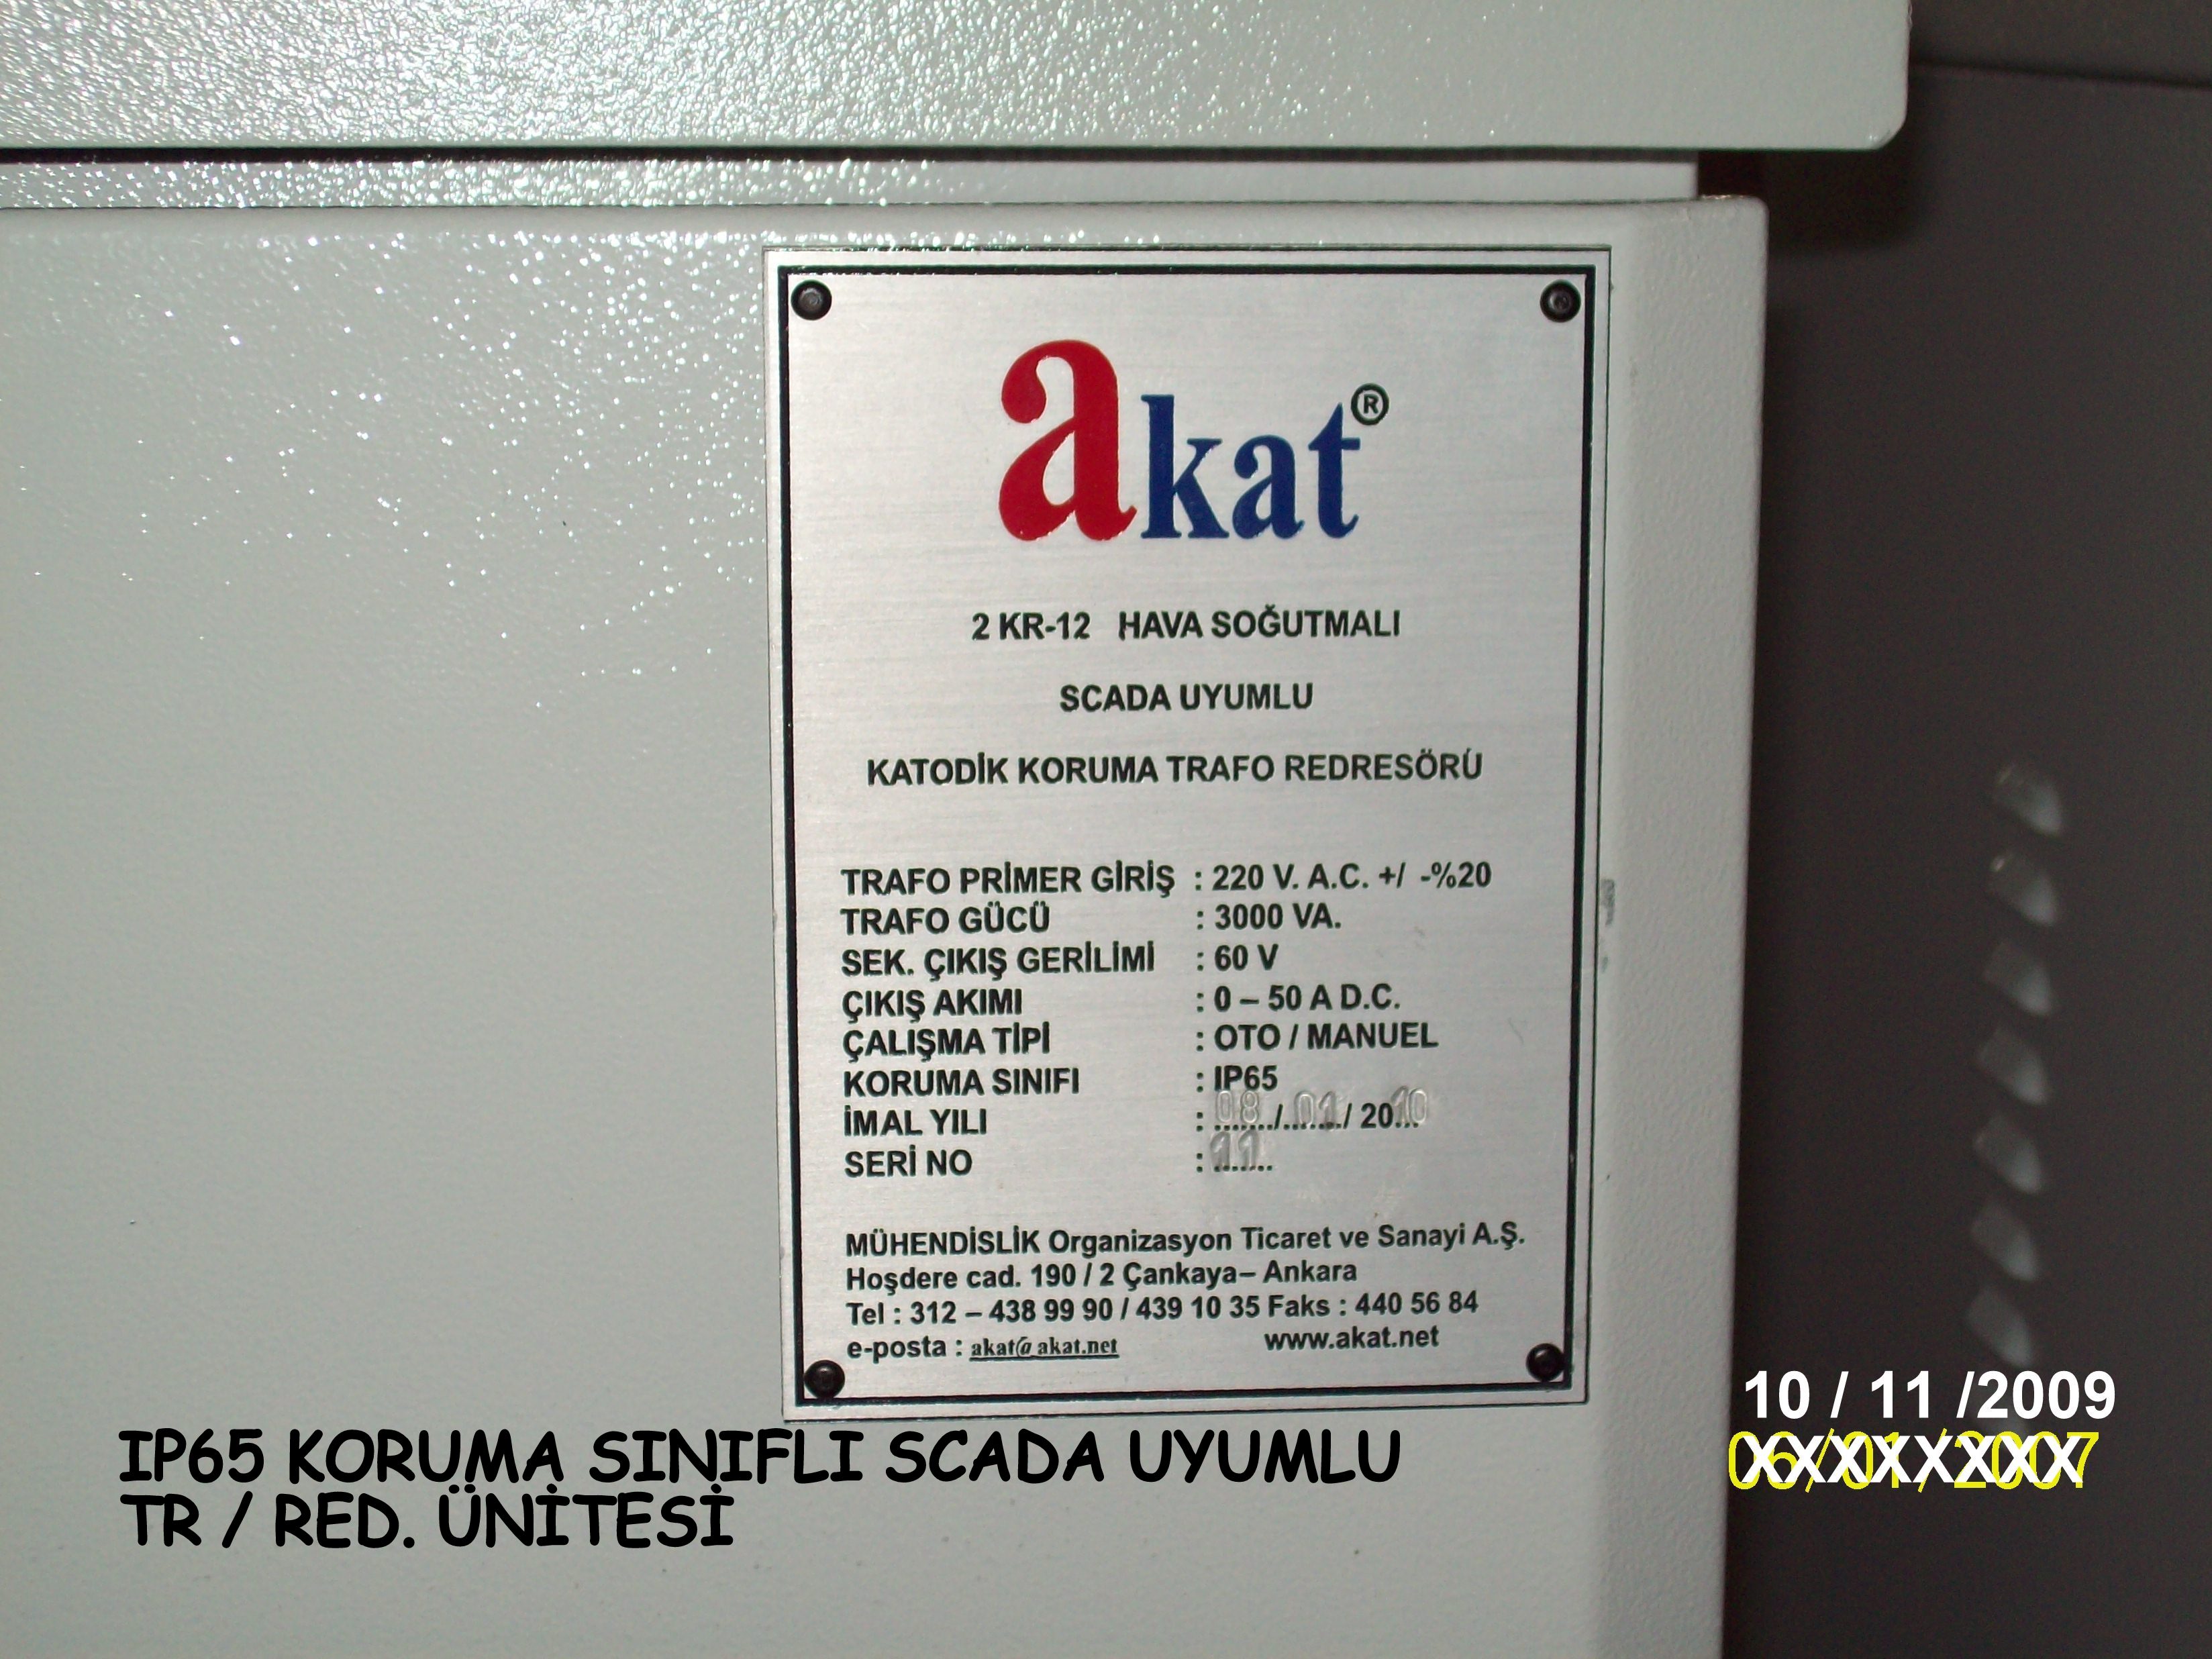 akat®
2 KR-12 HAVA SOĞUTMALI
SCADA UYUMLU
KATODİK KORUMA TRAFO REDRESÖRÜ
TRAFO PRİMER GİRİŞ : 220 V. A.C. +/ -%20
TRAFO GÜCÜ : 3000 VA.
SEK. ÇIKIŞ GERİLİMİ : 60 V
ÇIKIŞ AKIMI : 0 – 50 A D.C.
ÇALIŞMA TİPİ : OTO / MANUEL
KORUMA SINIFI : IP65
İMAL YILI : 08/01/ 2010
SERİ NO : 11
MÜHENDİSLİK Organizasyon Ticaret ve Sanayi A.Ş.
Hoşdere cad. 190 / 2 Çankaya– Ankara
Tel : 312 – 438 99 90 / 439 10 35 Faks : 440 56 84
e-posta : akat@akat.net www.akat.net
10 / 11 /2009
06/01/2007
XXXXXXXX
IP65 KORUMA SINIFLI SCADA UYUMLU
TR / RED. ÜNİTESİ